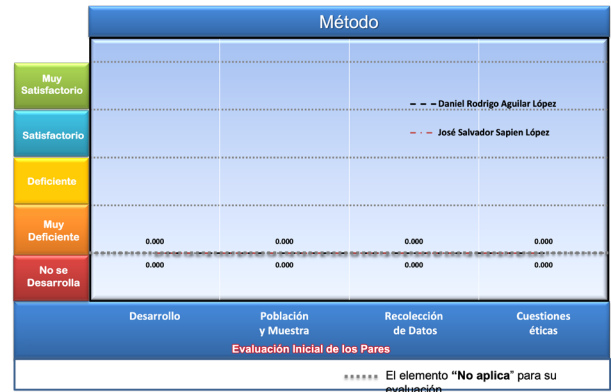 Método
Muy
Satisfactorio
Satisfactorio
Deficiente
Muy
Deficiente
No se
Desarrolla
Daniel Rodrigo Aguilar López
José Salvador Sapien López
0.000 0.000 0.000 0.000
0.000 0.000 0.000 0.000
Desarrollo
Población
y Muestra
Recolección
de Datos
Cuestiones
éticas
Evaluación Inicial de los Pares
El elemento “No aplica” para su
evaluación